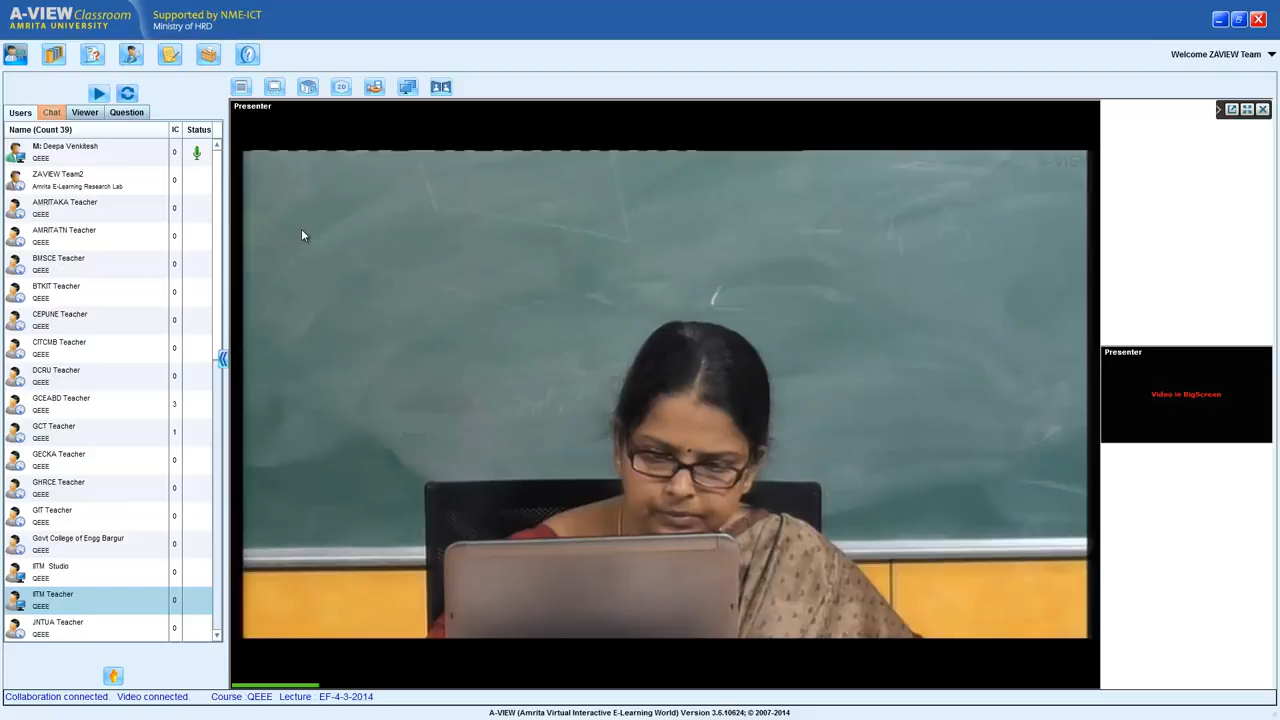 A-VIEW Classroom
AMRITA UNIVERSITY
Supported by NME-ICT
Ministry of HRD
Welcome ZAVIEW Team
2D
Users Chat Viewer Question
Name (Count 39) IC Status
M: Deepa Venkitesh 0
QEEE
ZAVIEW Team2 0
Amrita E-Learning Research Lab
AMRITAKA Teacher 0
QEEE
AMRITATN Teacher 0
QEEE
BMSCE Teacher 0
QEEE
BTKIT Teacher 0
QEEE
CEPUNE Teacher 0
QEEE
CITCMB Teacher 0
QEEE
DCRU Teacher 0
QEEE
GCEABD Teacher 3
QEEE
GCT Teacher 1
QEEE
GECKA Teacher 0
QEEE
GHRCE Teacher 0
QEEE
GIT Teacher 0
QEEE
Govt College of Engg Bargur 0
QEEE
IITM Studio 0
QEEE
IITM Teacher 0
QEEE
JNTUA Teacher 0
QEEE
Presenter
A-VIEW
Presenter
Video in BigScreen
Collaboration connected. Video connected. Course :QEEE Lecture : EF-4-3-2014
A-VIEW (Amrita Virtual Interactive E-Learning World) Version 3.6.10624; © 2007-2014